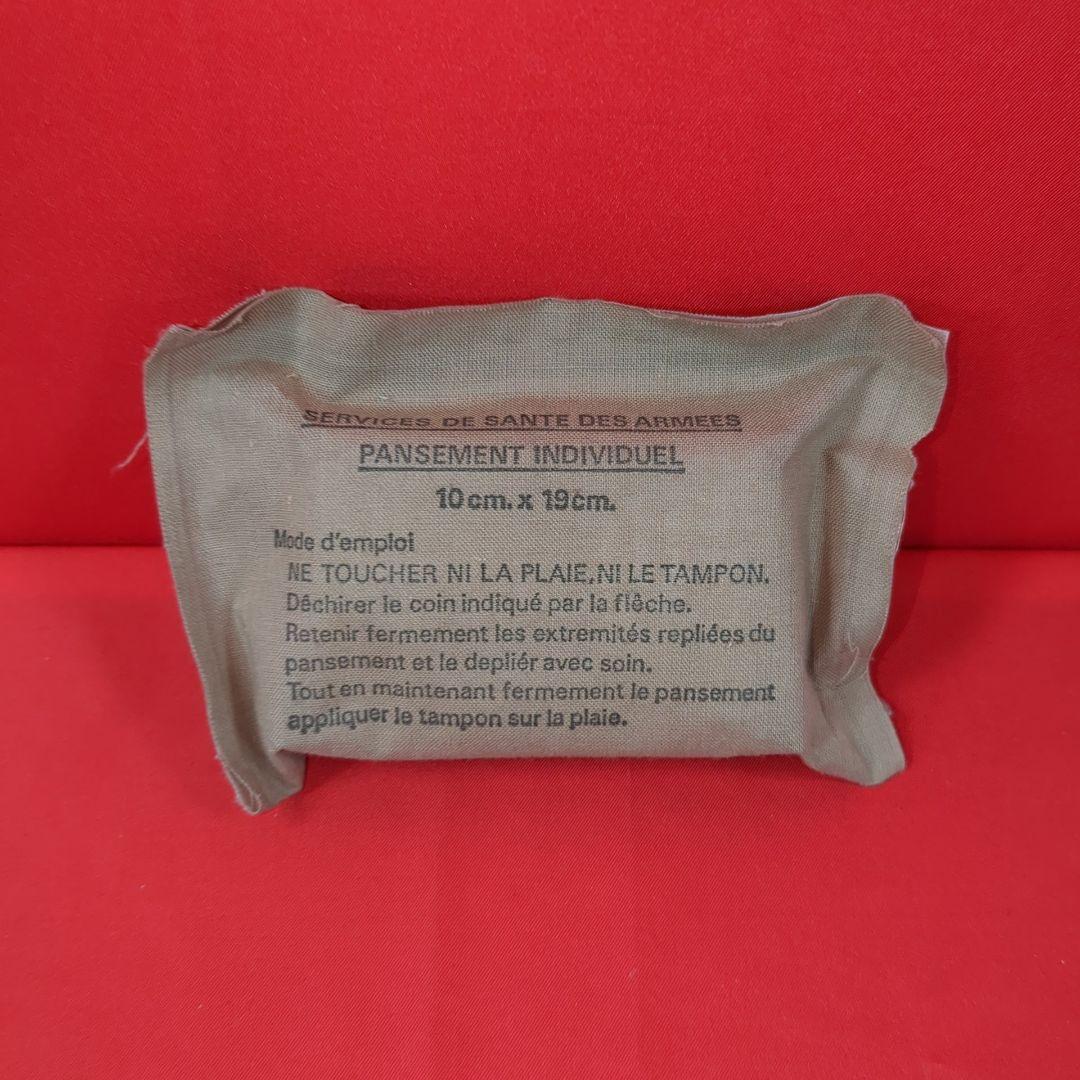 SERVICES DE SANTE DES ARMEES
PANSEMENT INDIVIDUEL
10cm. x 19cm.
Mode d'emploi
NE TOUCHER NI LA PLAIE, NI LE TAMPON.
Déchirer le coin indiqué par la flêche.
Retenir fermement les extremités repliées du
pansement et le depliér avec soin.
Tout en maintenant fermement le pansement
appliquer le tampon sur la plaie.